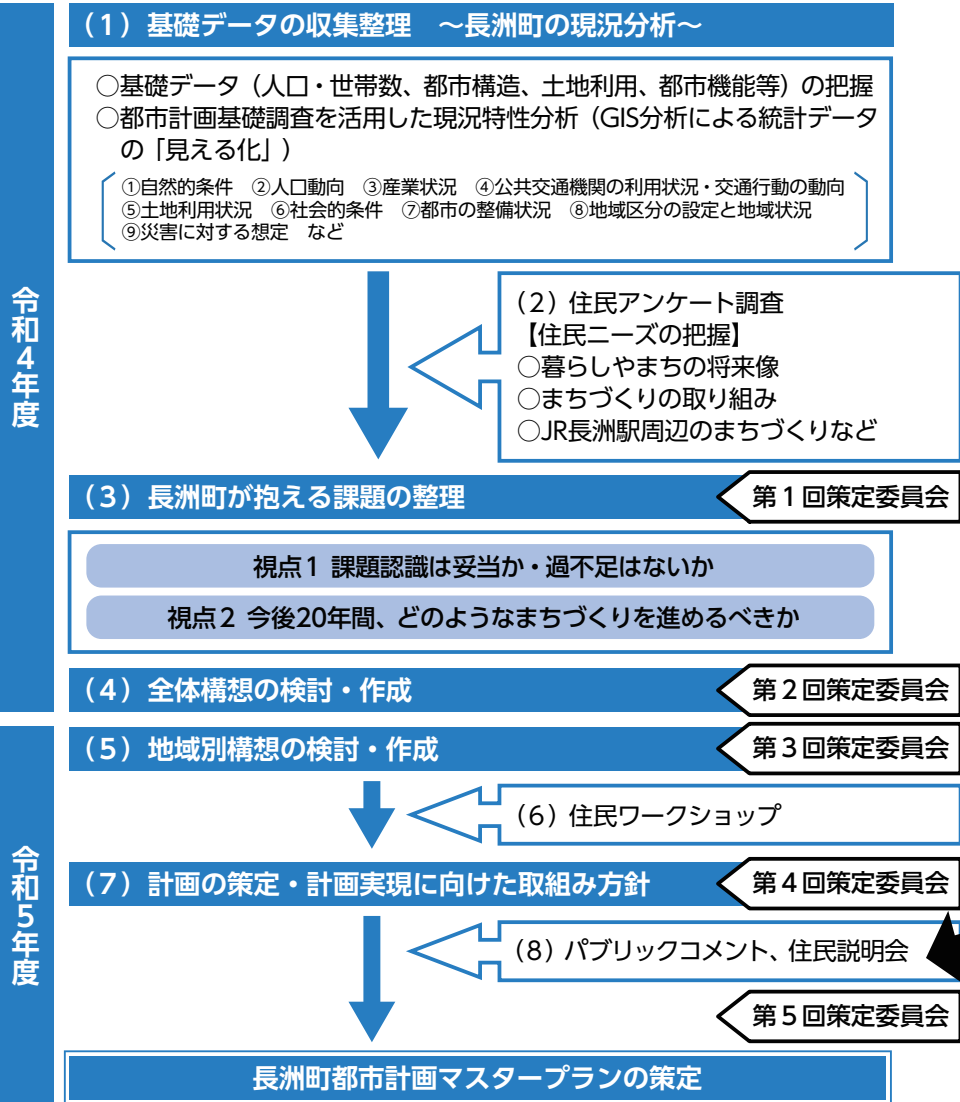 (1)基礎データの収集整理　～長洲町の現況分析～
○基礎データ（人口・世帯数、都市構造、土地利用、都市機能等）の把握
○都市計画基礎調査を活用した現況特性分析（GIS分析による統計データ
の「見える化」）
①自然的条件　②人口動向　③産業状況　④公共交通機関の利用状況・交通行動の動向
⑤土地利用状況　⑥社会的条件　⑦都市の整備状況　⑧地域区分の設定と地域状況
⑨災害に対する想定　など
令和4年度
（2）住民アンケート調査
【住民ニーズの把握】
○暮らしやまちの将来像
○まちづくりの取り組み
○JR長洲駅周辺のまちづくりなど
（3）長洲町が抱える課題の整理
第1回策定委員会
視点1 課題認識は妥当か・過不足はないか
視点2 今後20年間、どのようなまちづくりを進めるべきか
（4）全体構想の検討・作成
第2回策定委員会
（5）地域別構想の検討・作成
第3回策定委員会
令和5年度
（6）住民ワークショップ
（7）計画の策定・計画実現に向けた取組み方針
第4回策定委員会
（8）パブリックコメント、住民説明会
第5回策定委員会
長洲町都市計画マスタープランの策定